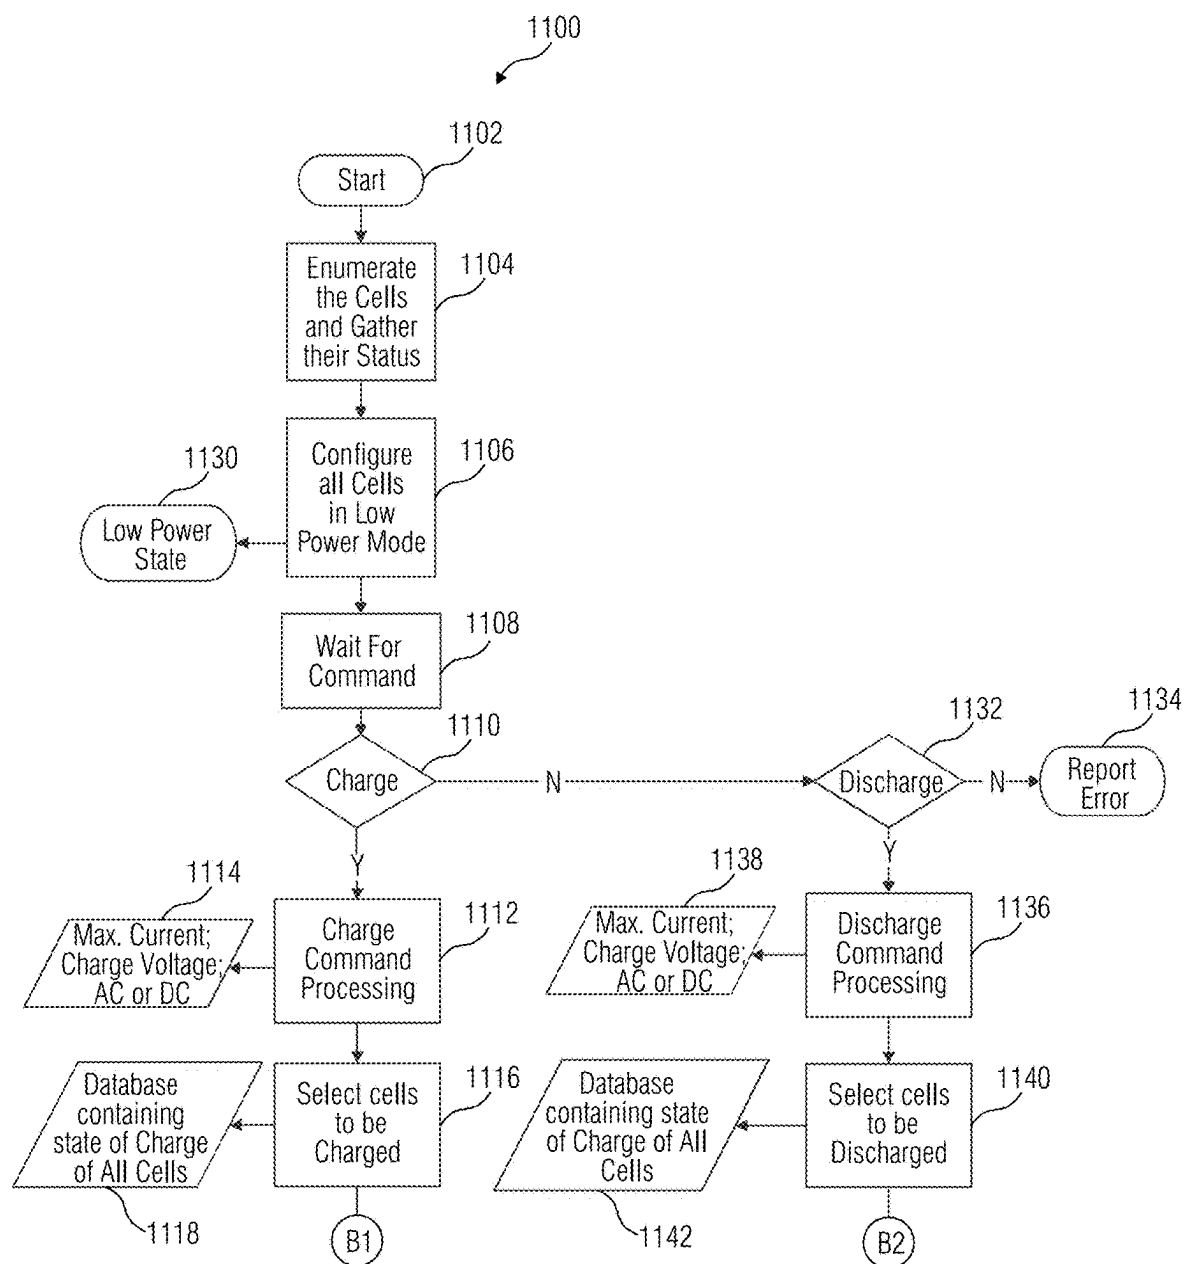 1100
1102
Start
1104
Enumerate
the Cells
and Gather
their Status
1106
Configure
all Cells
in Low
Power Mode
1130
Low Power
State
1108
Wait For
Command
1110
Charge
N
1132
Discharge
N
1134
Report
Error
Y
Y
1114
Max. Current;
Charge Voltage;
AC or DC
1112
Charge
Command
Processing
1138
Max. Current;
Charge Voltage;
AC or DC
1136
Discharge
Command
Processing
Database
containing
state of Charge
of All Cells
1118
1116
Select cells
to be
Charged
Database
containing state
of Charge of All
Cells
1142
1140
Select cells
to be
Discharged
B1
B2